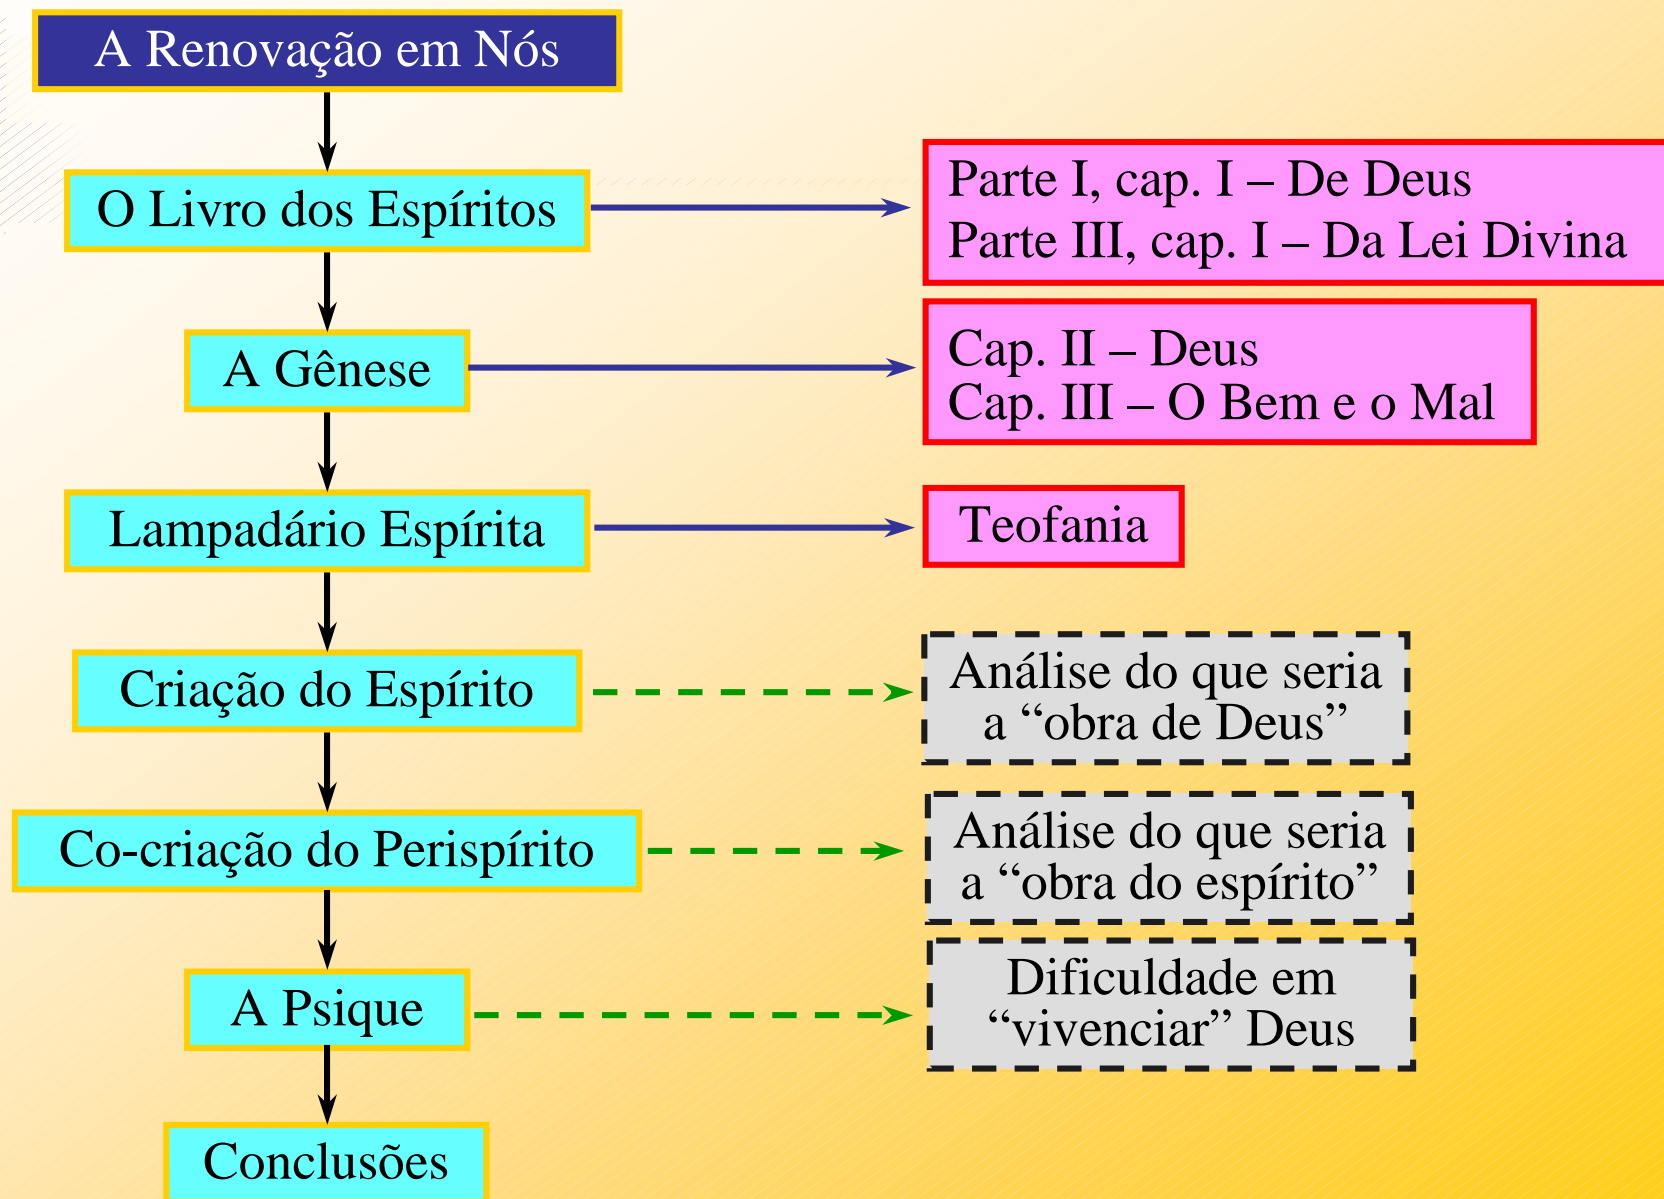 A Renovação em Nós
O Livro dos Espíritos
Parte I, cap. I – De Deus
Parte III, cap. I – Da Lei Divina
A Gênese
Cap. II – Deus
Cap. III – O Bem e o Mal
Lampadário Espírita
Teofania
Criação do Espírito
Análise do que seria
a “obra de Deus”
Co-criação do Perispírito
Análise do que seria
a “obra do espírito”
A Psique
Dificuldade em
“vivenciar” Deus
Conclusões